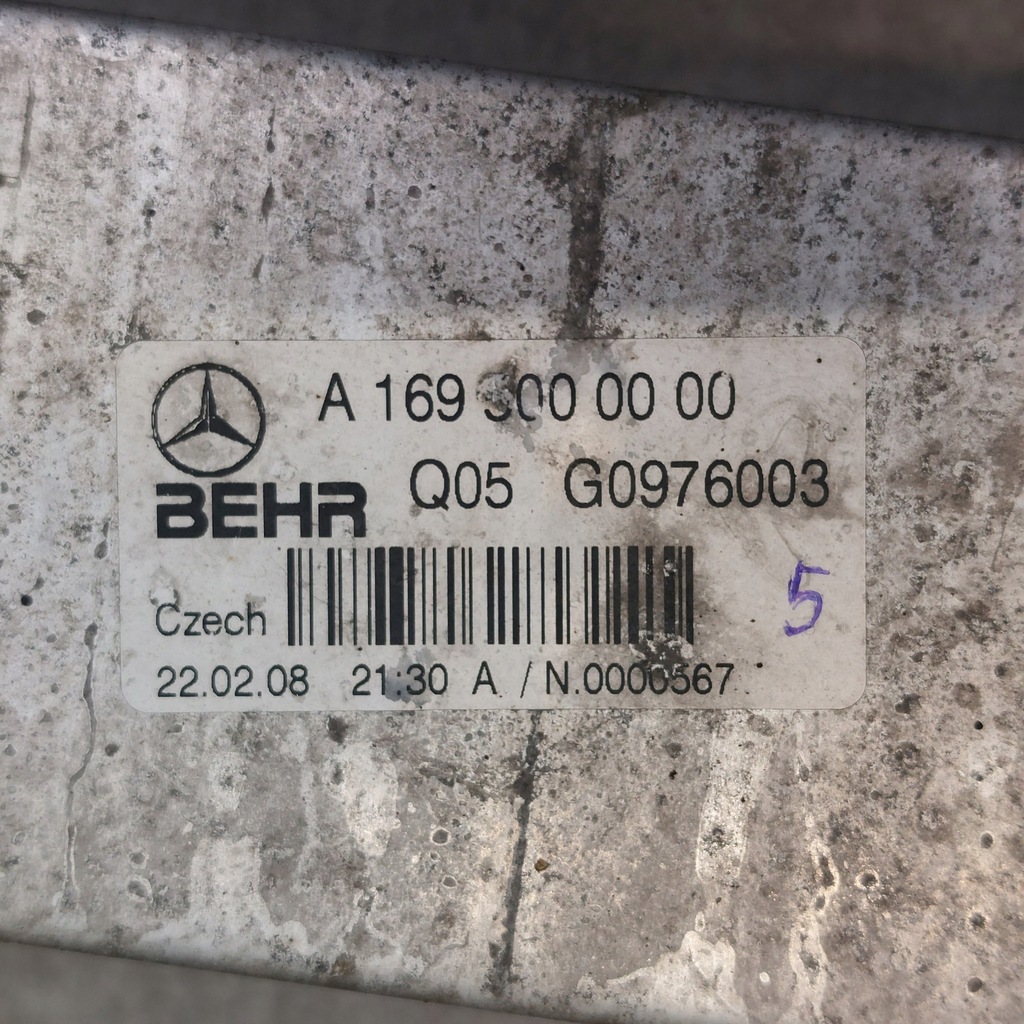 A 169 500 00 00
BEHR Q05 G0976003
Czech
5
22.02.08 21:30 A / N.0000567